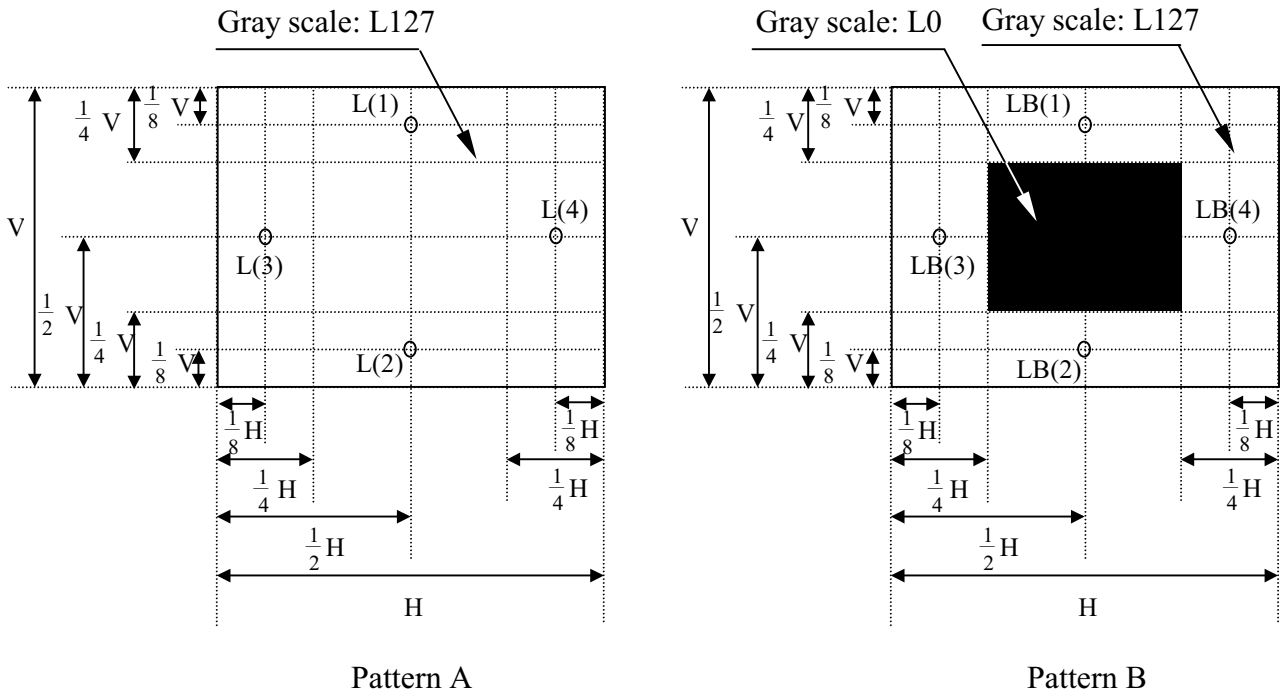 Gray scale: L127
1/8 V
1/4 V
L(1)
V
L(4)
L(3)
1/2 V
1/4 V
1/8 V
L(2)
1/8 H
1/8 H
1/4 H
1/4 H
1/2 H
H
Pattern A
Gray scale: L0
Gray scale: L127
1/8 V
1/4 V
LB(1)
V
LB(4)
LB(3)
1/2 V
1/4 V
1/8 V
LB(2)
1/8 H
1/8 H
1/4 H
1/4 H
1/2 H
H
Pattern B